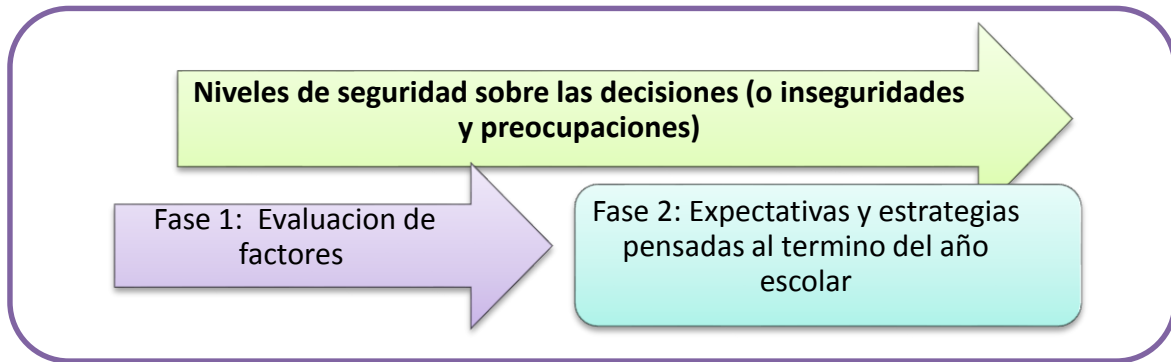 Niveles de seguridad sobre las decisiones (o inseguridades
y preocupaciones)
Fase 1:  Evaluacion de
factores
Fase 2: Expectativas y estrategias
pensadas al termino del año
escolar